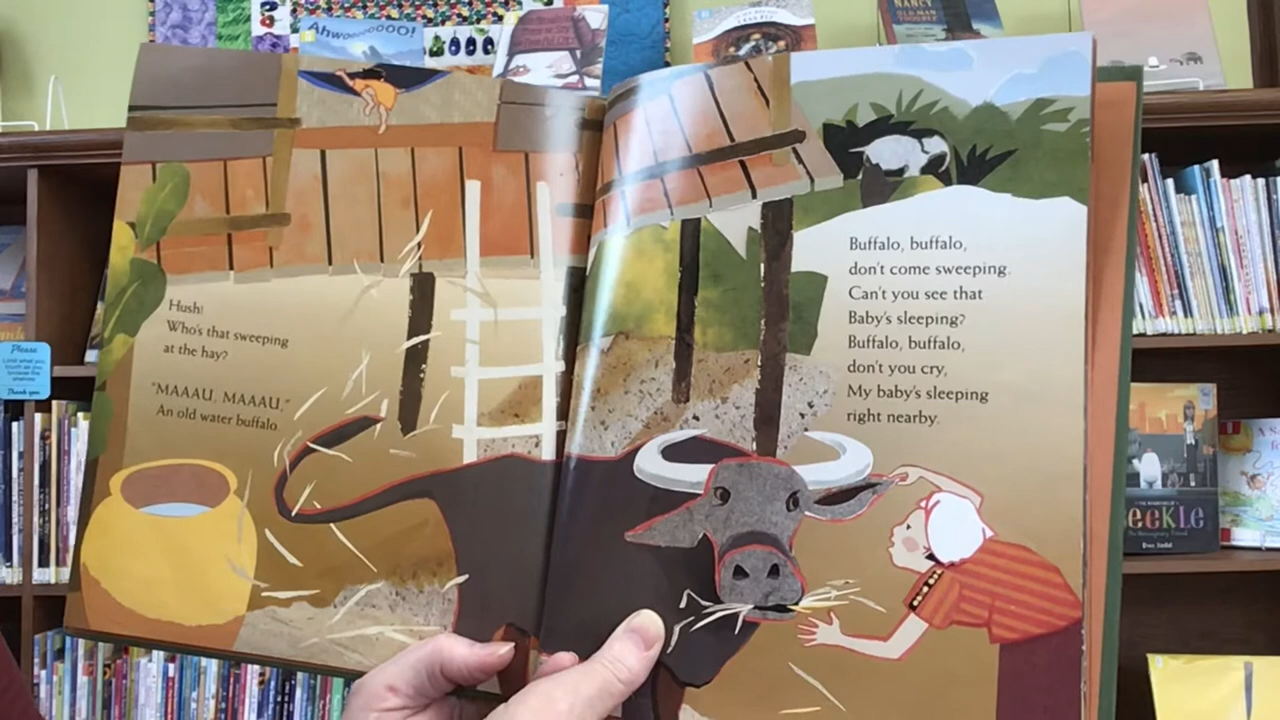 AhwooooooO!
NANCY
OLD MAN
TROUBLE
Hush!
Who's that sweeping
at the hay?
"MAAAU, MAAAU,"
An old water buffalo.
Buffalo, buffalo,
don't come sweeping.
Can't you see that
Baby's sleeping?
Buffalo, buffalo,
don't you cry,
My baby's sleeping
right nearby.
Please
Thank you